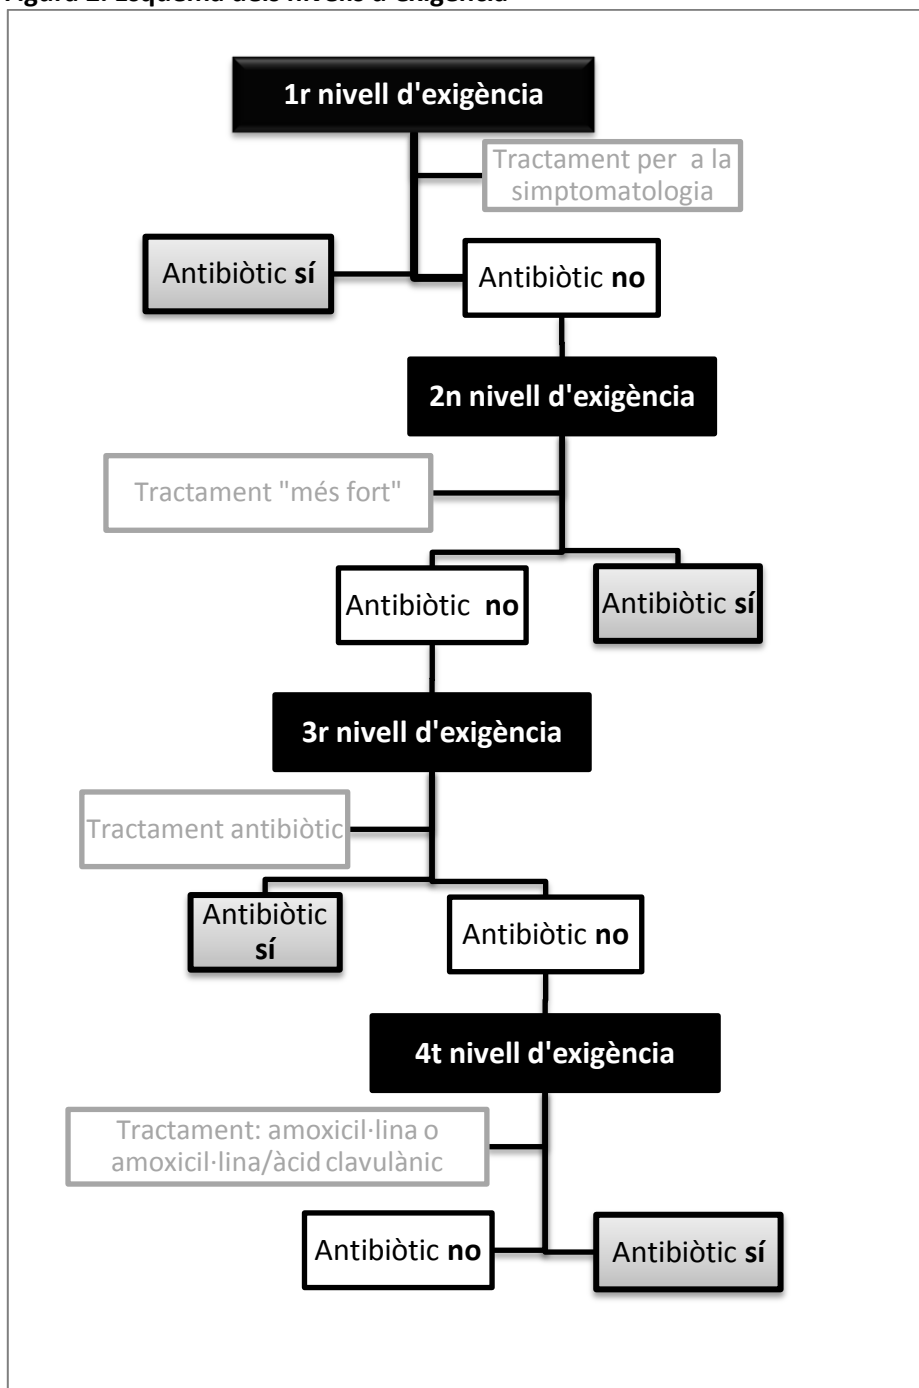 Figura 2. Esquema dels nivells d'exigència
1r nivell d'exigència
Tractament per a la
simptomatologia
Antibiòtic sí
Antibiòtic no
2n nivell d'exigència
Tractament "més fort"
Antibiòtic no
Antibiòtic sí
3r nivell d'exigència
Tractament antibiòtic
Antibiòtic
sí
Antibiòtic no
4t nivell d'exigència
Tractament: amoxicil·lina o
amoxicil·lina/àcid clavulànic
Antibiòtic no
Antibiòtic sí